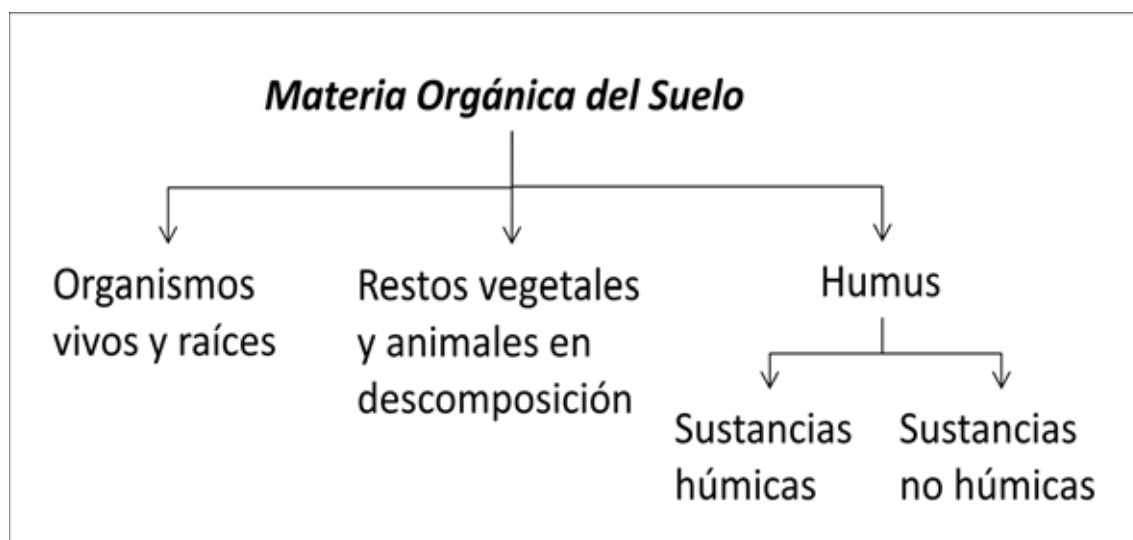 Materia Orgánica del Suelo
Organismos
vivos y raíces
Restos vegetales
y animales en
descomposición
Humus
Sustancias
húmicas
Sustancias
no húmicas